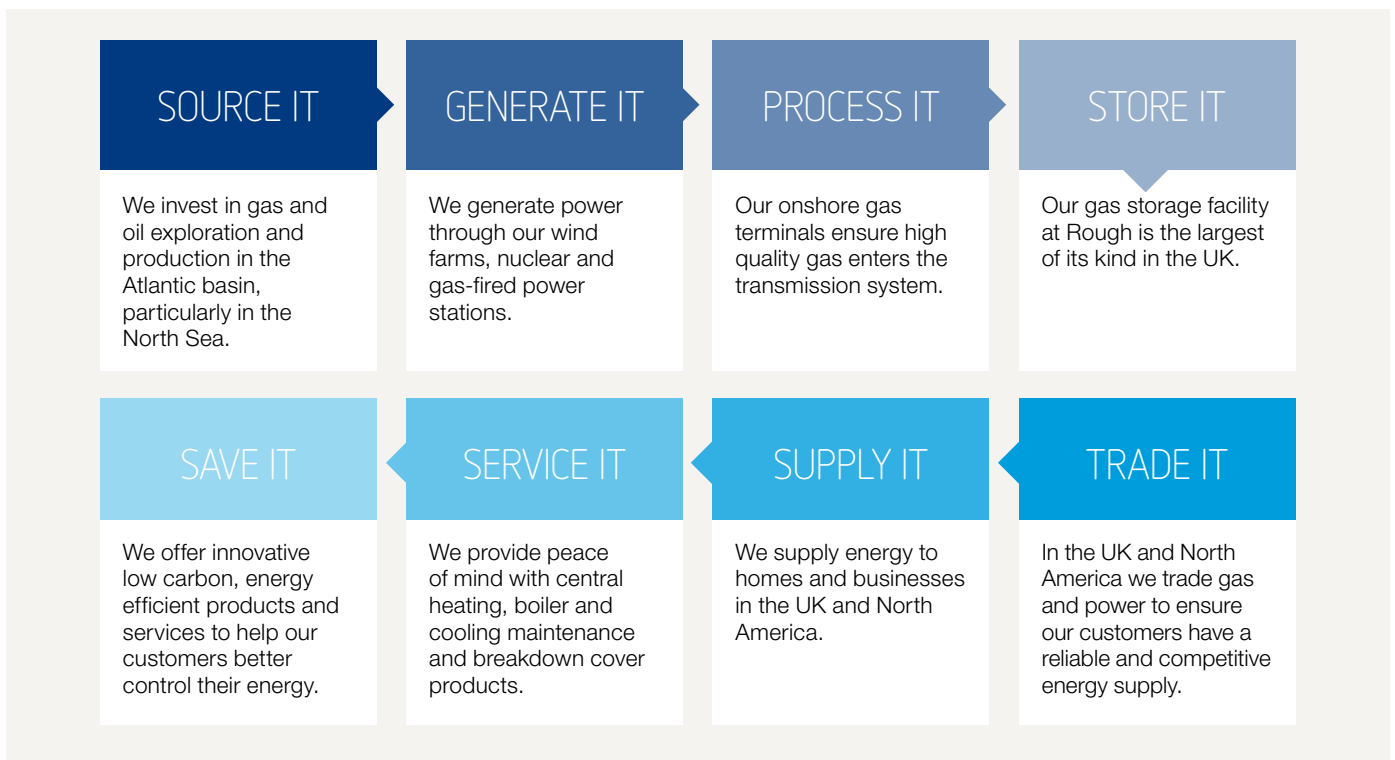 SOURCE IT
We invest in gas and
oil exploration and
production in the
Atlantic basin,
particularly in the
North Sea.
GENERATE IT
We generate power
through our wind
farms, nuclear and
gas-fired power
stations.
PROCESS IT
Our onshore gas
terminals ensure high
quality gas enters the
transmission system.
STORE IT
Our gas storage facility
at Rough is the largest
of its kind in the UK.
TRADE IT
In the UK and North
America we trade gas
and power to ensure
our customers have a
reliable and competitive
energy supply.
SUPPLY IT
We supply energy to
homes and businesses
in the UK and North
America.
SERVICE IT
We provide peace
of mind with central
heating, boiler and
cooling maintenance
and breakdown cover
products.
SAVE IT
We offer innovative
low carbon, energy
efficient products and
services to help our
customers better
control their energy.